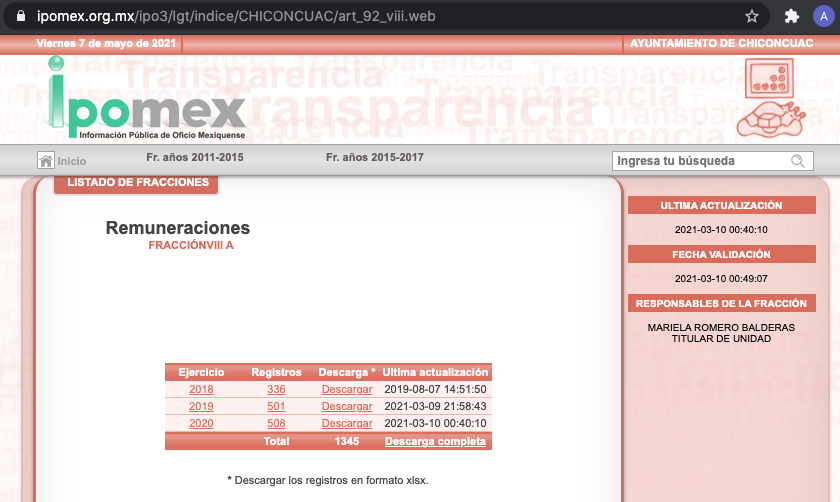 ipomex.org.mx/ipo3/lgt/indice/CHICONCUAC/art_92_viii.web
A
Viernes 7 de mayo de 2021
AYUNTAMIENTO DE CHICONCUAC
Transparencia
Transparencia
Transparencia
ipomex
Información Pública de Oficio Mexiquense
Inicio
Fr. años 2011-2015
Fr. años 2015-2017
Ingresa tu búsqueda
LISTADO DE FRACCIONES
Remuneraciones
FRACCIÓNVIII A
Ejercicio Registros Descarga * Ultima actualización
2018 336 Descargar 2019-08-07 14:51:50
2019 501 Descargar 2021-03-09 21:58:43
2020 508 Descargar 2021-03-10 00:40:10
Total 1345 Descarga completa
* Descargar los registros en formato xlsx.
ULTIMA ACTUALIZACIÓN
2021-03-10 00:40:10
FECHA VALIDACIÓN
2021-03-10 00:49:07
RESPONSABLES DE LA FRACCIÓN
MARIELA ROMERO BALDERAS
TITULAR DE UNIDAD